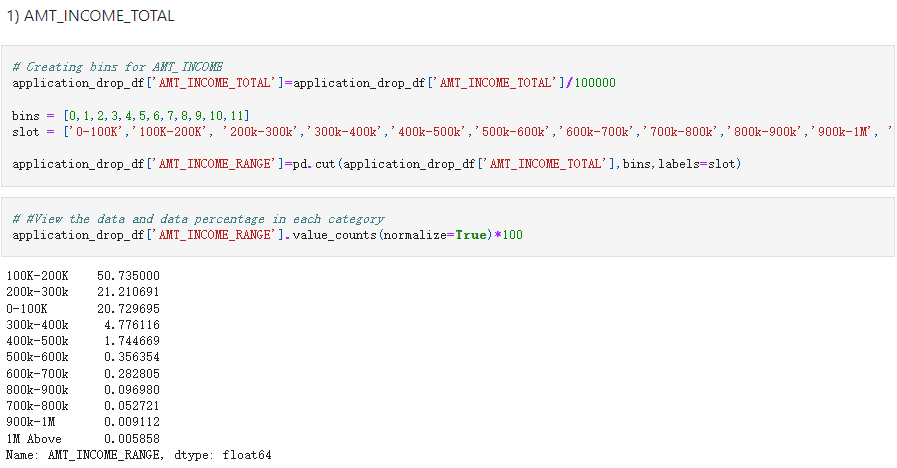 1) AMT_INCOME_TOTAL
# Creating bins for AMT_INCOME
application_drop_df['AMT_INCOME_TOTAL']=application_drop_df['AMT_INCOME_TOTAL']/100000
bins = [0,1,2,3,4,5,6,7,8,9,10,11]
slot = ['0-100K','100K-200K', '200k-300k','300k-400k','400k-500k','500k-600k','600k-700k','700k-800k','800k-900k','900k-1M', '
application_drop_df['AMT_INCOME_RANGE']=pd.cut(application_drop_df['AMT_INCOME_TOTAL'],bins,labels=slot)
# #View the data and data percentage in each category
application_drop_df['AMT_INCOME_RANGE'].value_counts(normalize=True)*100
100K-200K    50.735000
200k-300k    21.210691
0-100K       20.729695
300k-400k     4.776116
400k-500k     1.744669
500k-600k     0.356354
600k-700k     0.282805
800k-900k     0.096980
700k-800k     0.052721
900k-1M       0.009112
1M Above      0.005858
Name: AMT_INCOME_RANGE, dtype: float64